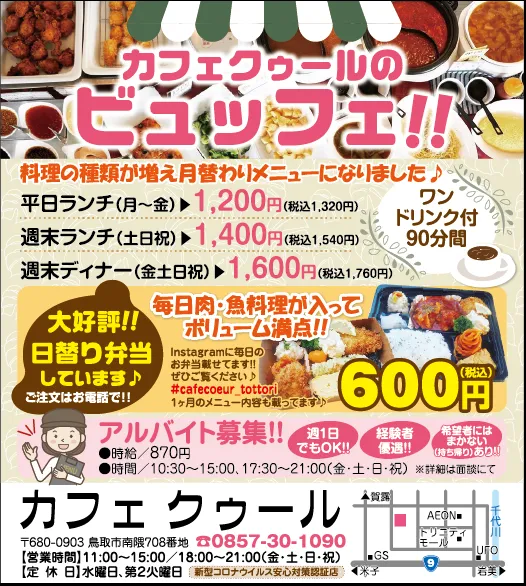 カフェクゥールの
ビュッフェ!!
料理の種類が増え月替わりメニューになりました♪
平日ランチ(月〜金)▶1,200円(税込1,320円)
週末ランチ(土日祝)▶1,400円(税込1,540円)
週末ディナー(金土日祝)▶1,600円(税込1,760円)
ワン
ドリンク付
90分間
大好評!!
日替り弁当
しています♪
ご注文はお電話で!!
毎日肉・魚料理が入って
ボリューム満点!!
Instagramに毎日の
お弁当載せてます!!
ぜひご覧ください♪
#cafecoeur_tottori
1ヶ月のメニュー内容も載ってます♪
600円(税込)
アルバイト募集!!
週1日
でもOK!!
経験者
優遇!!
希望者には
まかない
(持ち帰り)あり!!
●時給/870円
●時間/10:30〜15:00、17:30〜21:00(金・土・日・祝) ※詳細は面談にて
カフェ クゥール
〒680-0903 鳥取市南隈708番地 ☎0857-30-1090
【営業時間】11:00〜15:00/18:00〜21:00(金・土・日・祝)
【定 休 日】水曜日、第2火曜日 新型コロナウイルス安心対策認証店
▲賀露
千代川
AEON
トリニティ
モール
GS
UFO
◀米子
9
岩美▶